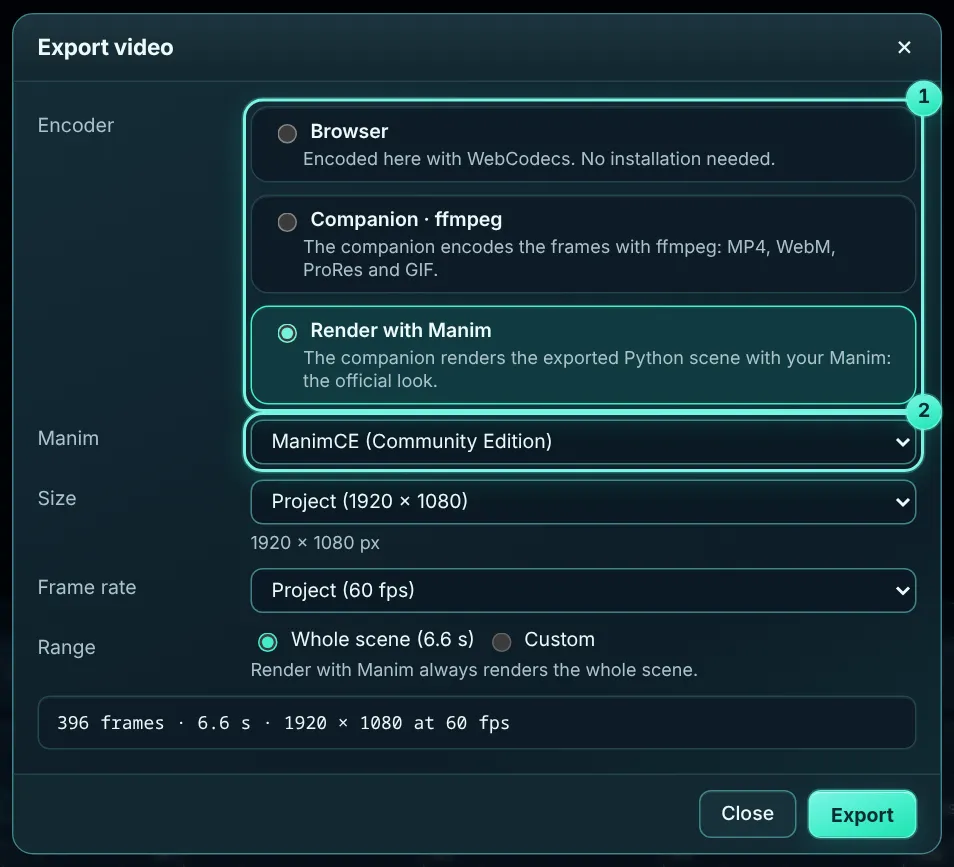 Export video
×
1
Encoder
Browser
Encoded here with WebCodecs. No installation needed.
Companion · ffmpeg
The companion encodes the frames with ffmpeg: MP4, WebM,
ProRes and GIF.
Render with Manim
The companion renders the exported Python scene with your Manim:
the official look.
2
Manim
ManimCE (Community Edition)
Size
Project (1920 × 1080)
1920 × 1080 px
Frame rate
Project (60 fps)
Range
Whole scene (6.6 s)
Custom
Render with Manim always renders the whole scene.
396 frames · 6.6 s · 1920 × 1080 at 60 fps
Close
Export